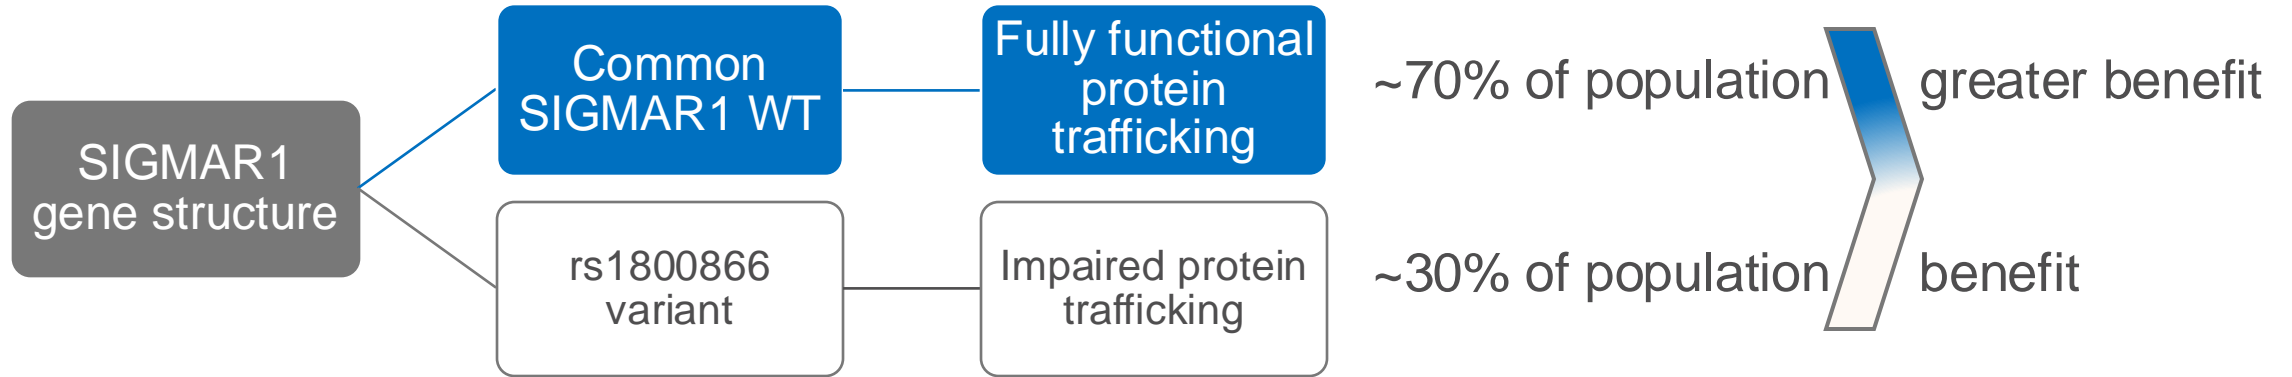 SIGMAR1
gene structure
Common
SIGMAR1 WT
Fully functional
protein
trafficking
~70% of population
greater benefit
rs1800866
variant
Impaired protein
trafficking
~30% of population
benefit